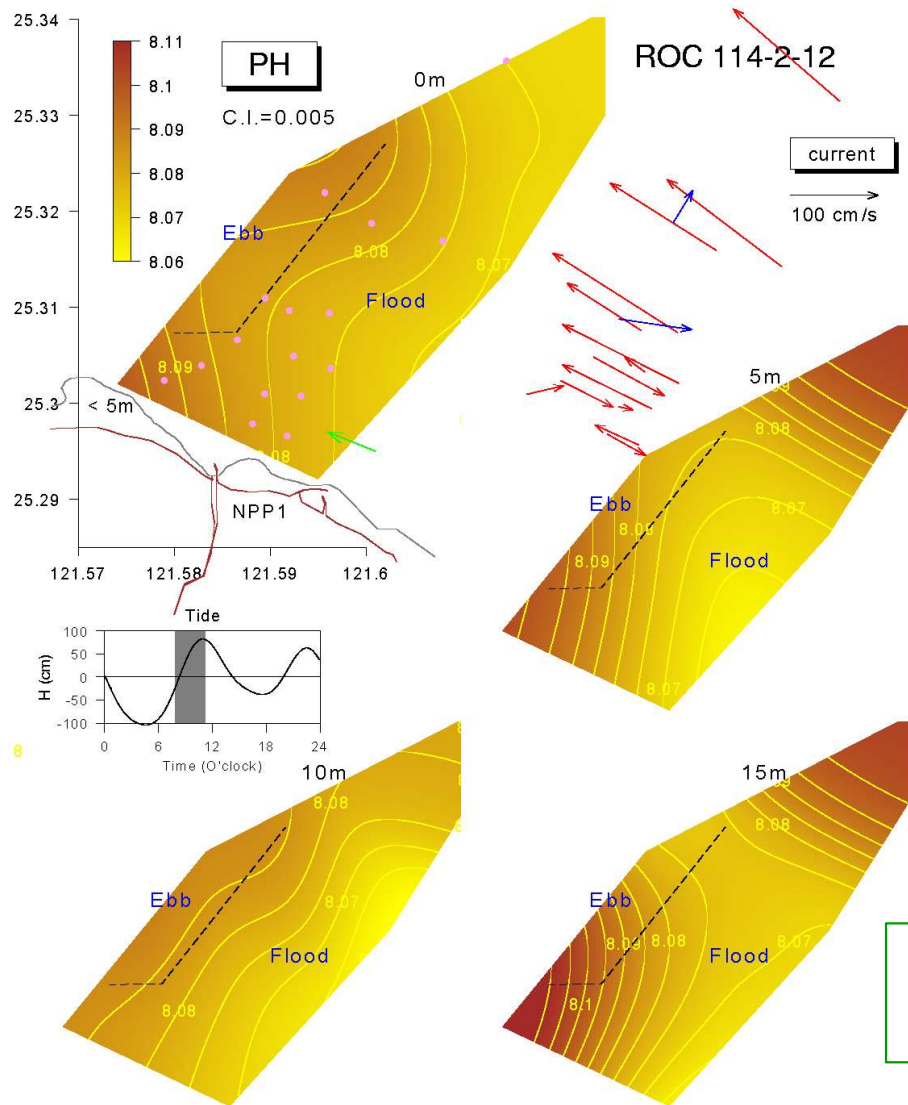 25.34
25.33
25.32
25.31
25.3
25.29
8.11
8.1
8.09
8.08
8.07
8.06
PH
C.I.=0.005
0m
ROC 114-2-12
current
100 cm/s
Ebb
8.08
8.07
Flood
8.09
8.08
< 5m
NPP1
121.57
121.58
121.59
121.6
5m
8.08
Ebb
8.07
Flood
8.09
8.07
Tide
H (cm)
100
50
0
-50
-100
0
6
12
18
24
Time (O'clock)
8
10m
8.08
Ebb
8.07
Flood
8.08
15m
8.08
Ebb
8.09
8.08
8.07
Flood
8.1